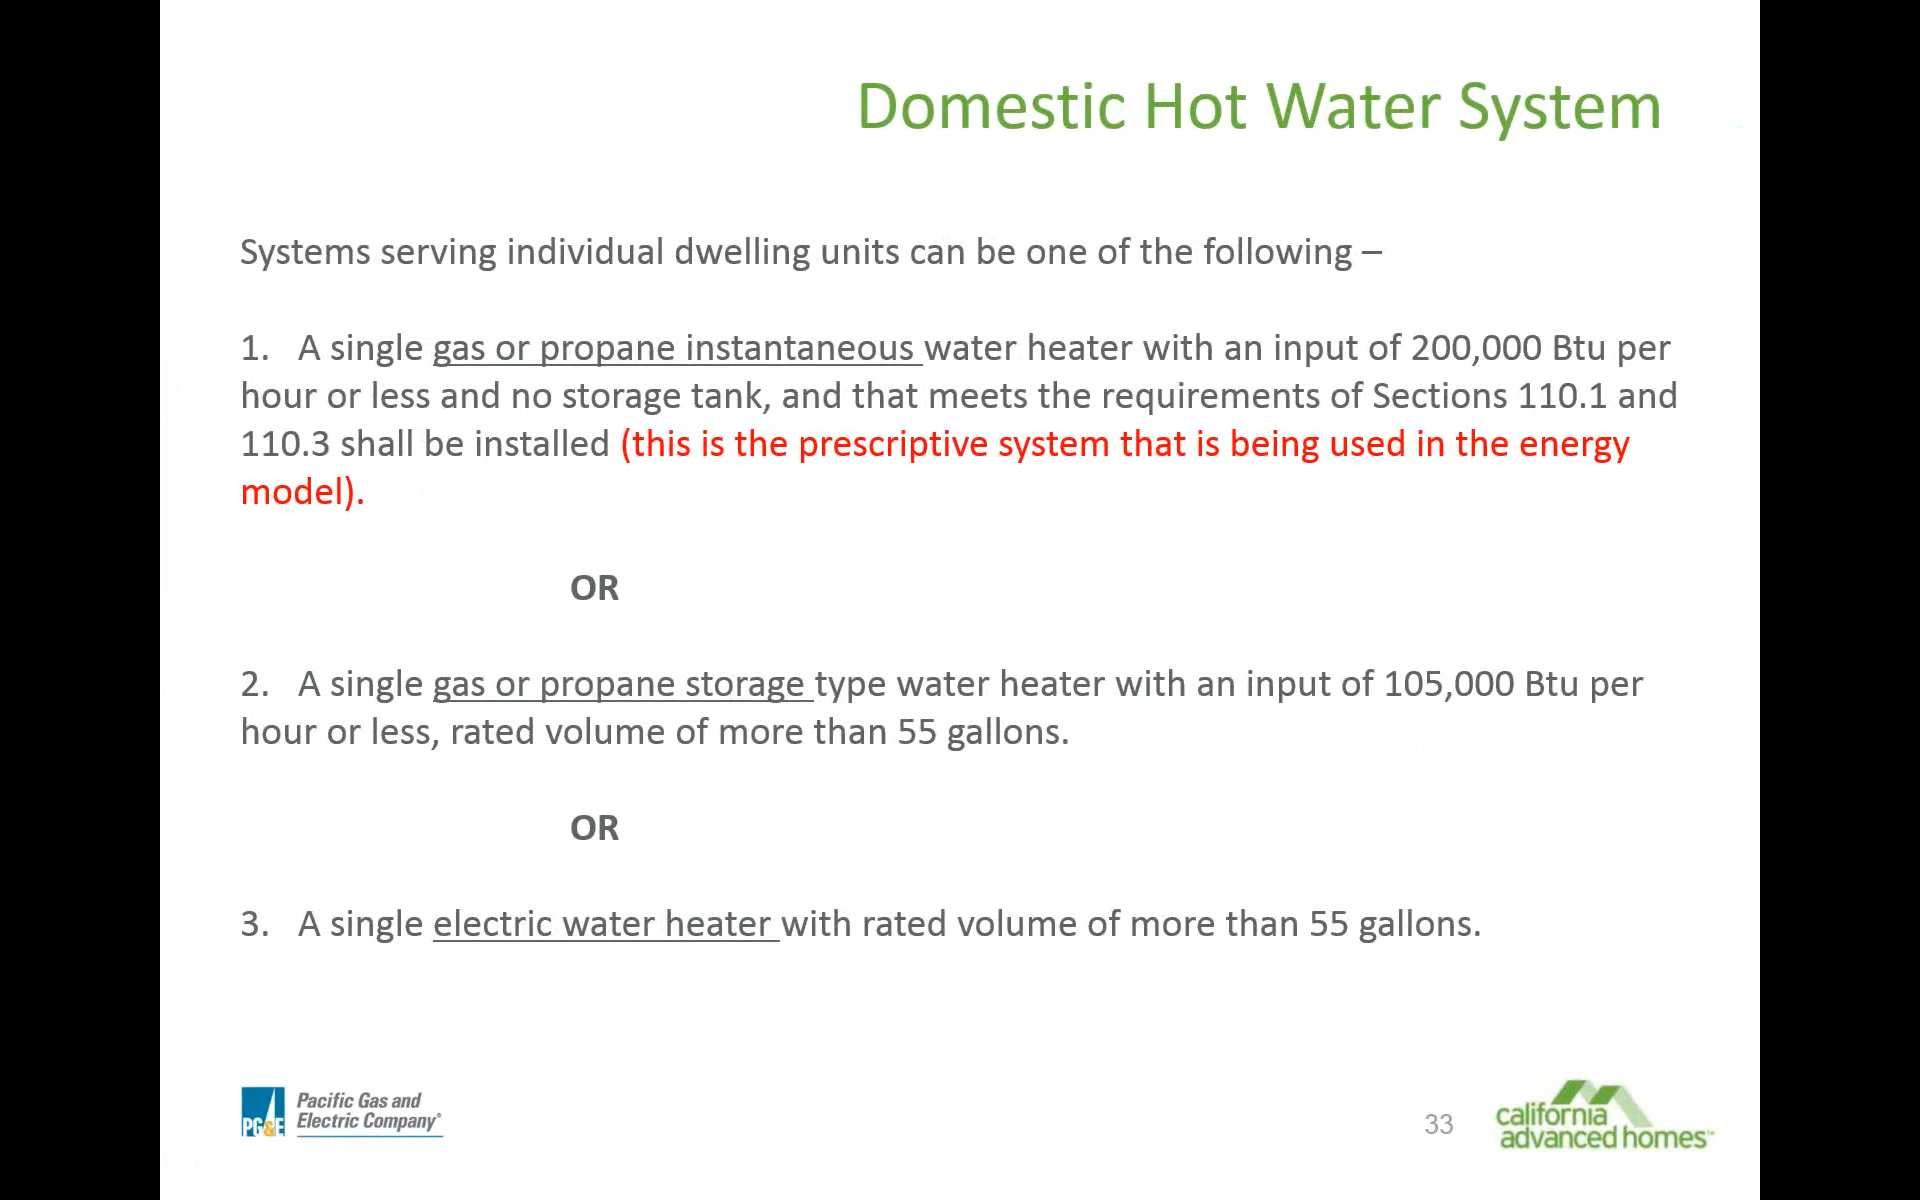 Domestic Hot Water System
Systems serving individual dwelling units can be one of the following –
1. A single gas or propane instantaneous water heater with an input of 200,000 Btu per
hour or less and no storage tank, and that meets the requirements of Sections 110.1 and
110.3 shall be installed (this is the prescriptive system that is being used in the energy
model).
OR
2. A single gas or propane storage type water heater with an input of 105,000 Btu per
hour or less, rated volume of more than 55 gallons.
OR
3. A single electric water heater with rated volume of more than 55 gallons.
PG&E
Pacific Gas and
Electric Company®
33
california
advanced homes™